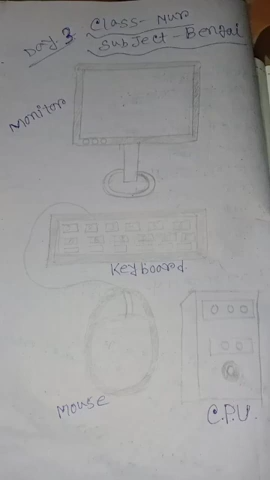 Day 3. Class- Nur
Subject - Bengal
Monitor
Keyboard
Mouse
C.P.U.